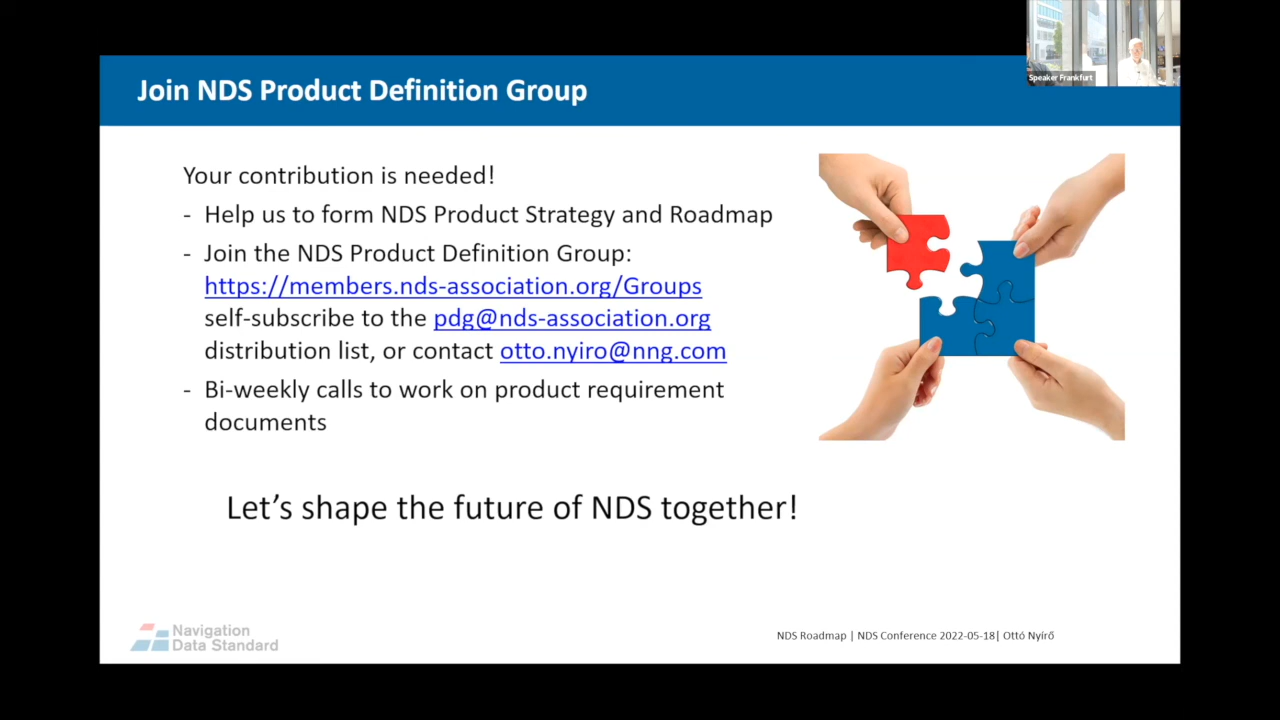 Speaker Frankfurt
Join NDS Product Definition Group
Your contribution is needed!
- Help us to form NDS Product Strategy and Roadmap
- Join the NDS Product Definition Group:
https://members.nds-association.org/Groups
self-subscribe to the pdg@nds-association.org
distribution list, or contact otto.nyiro@nng.com
- Bi-weekly calls to work on product requirement
documents
Let's shape the future of NDS together!
Navigation
Data Standard
NDS Roadmap | NDS Conference 2022-05-18| Ottó Nyírő